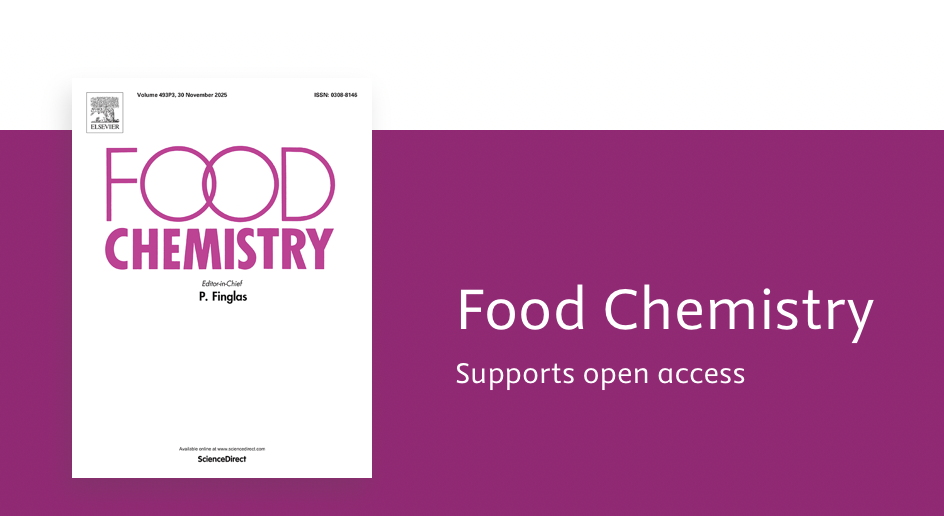 Volume 493P3, 30 November 2025
ISSN: 0308-8146
ELSEVIER
FOOD
CHEMISTRY
Editor-in-Chief
P. Finglas
Available online at www.sciencedirect.com
ScienceDirect
Food Chemistry
Supports open access